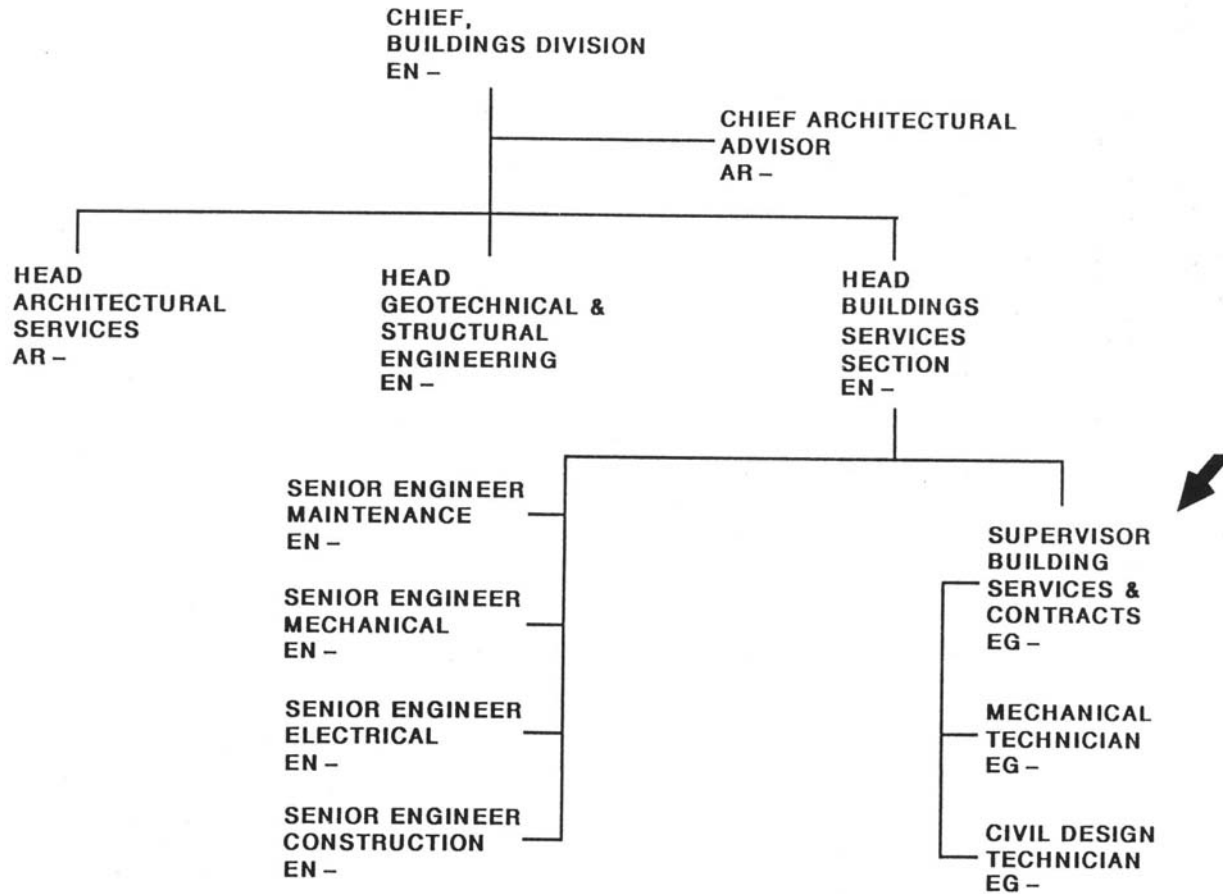 CHIEF,
BUILDINGS DIVISION
EN –
CHIEF ARCHITECTURAL
ADVISOR
AR –
HEAD
ARCHITECTURAL
SERVICES
AR –
HEAD
GEOTECHNICAL &
STRUCTURAL
ENGINEERING
EN –
HEAD
BUILDINGS
SERVICES
SECTION
EN –
SENIOR ENGINEER
MAINTENANCE
EN –
SENIOR ENGINEER
MECHANICAL
EN –
SENIOR ENGINEER
ELECTRICAL
EN –
SENIOR ENGINEER
CONSTRUCTION
EN –
SUPERVISOR
BUILDING
SERVICES &
CONTRACTS
EG –
MECHANICAL
TECHNICIAN
EG –
CIVIL DESIGN
TECHNICIAN
EG –